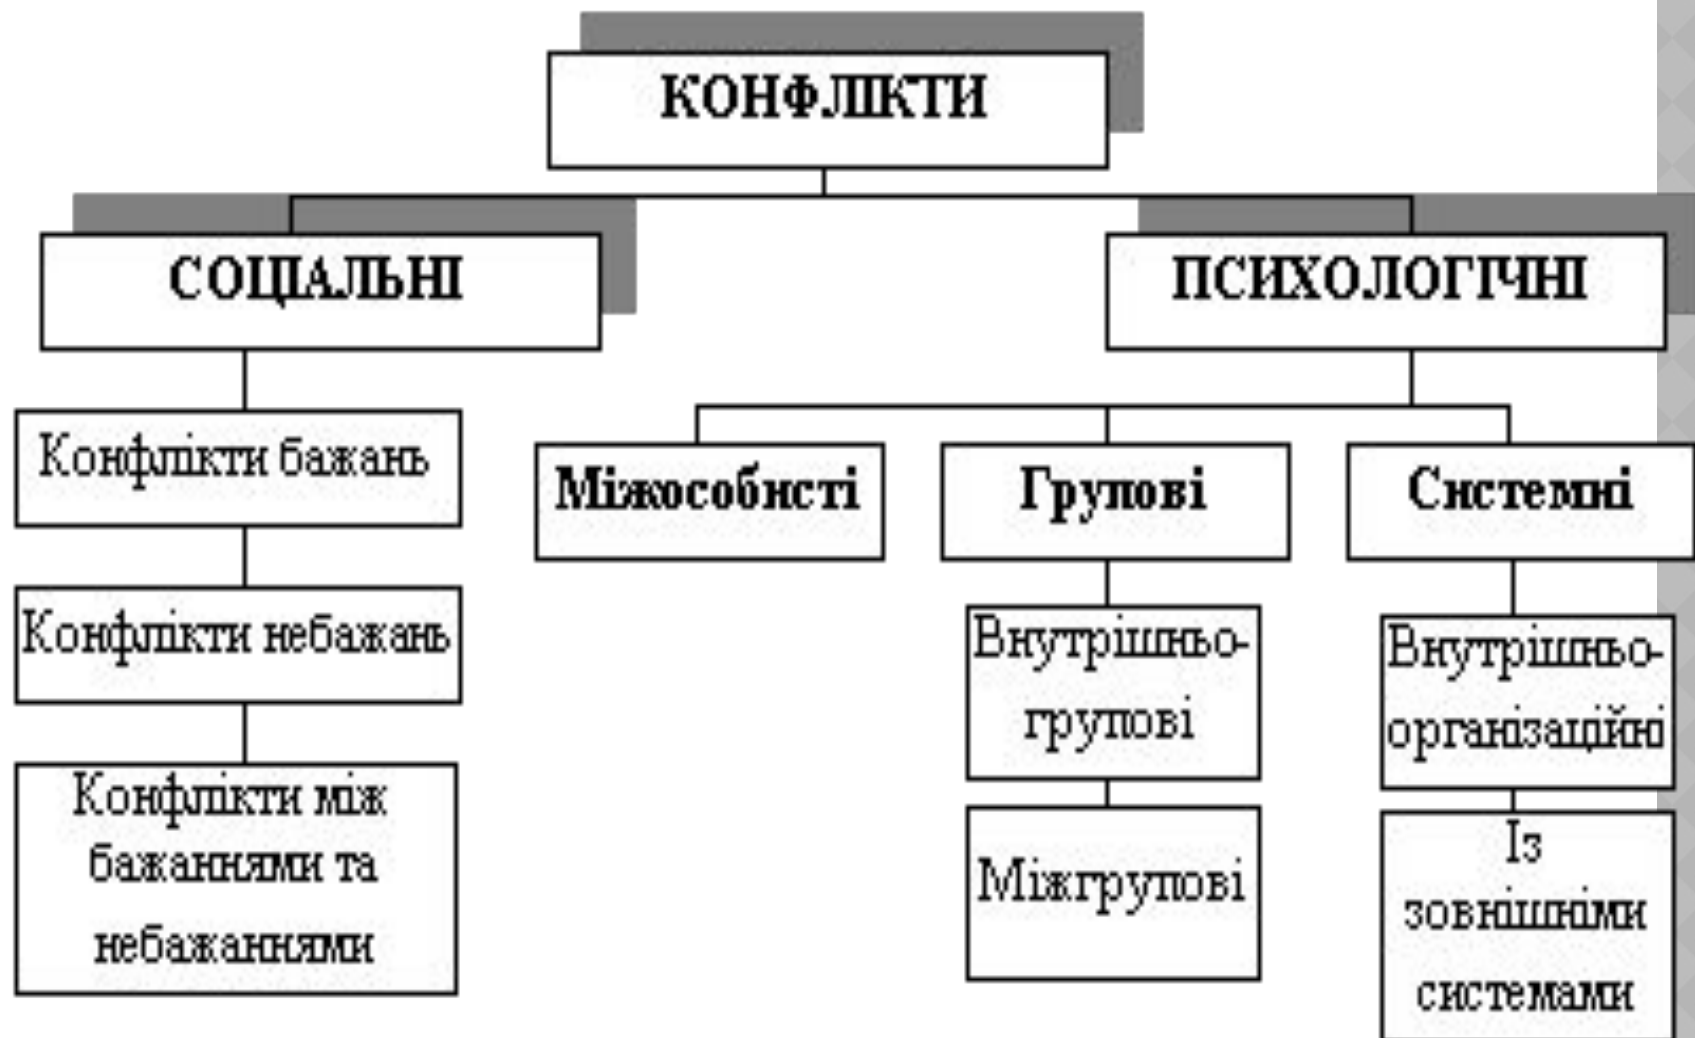 КОНФЛІКТИ
СОЦІАЛЬНІ
ПСИХОЛОГІЧНІ
Конфлікти бажань
Конфлікти небажань
Конфлікти між
бажаннями та
небажаннями
Міжособисті
Групові
Системні
Внутрішньо-
групові
Міжгрупові
Внутрішньо-
організаційні
Із
зовнішніми
системами